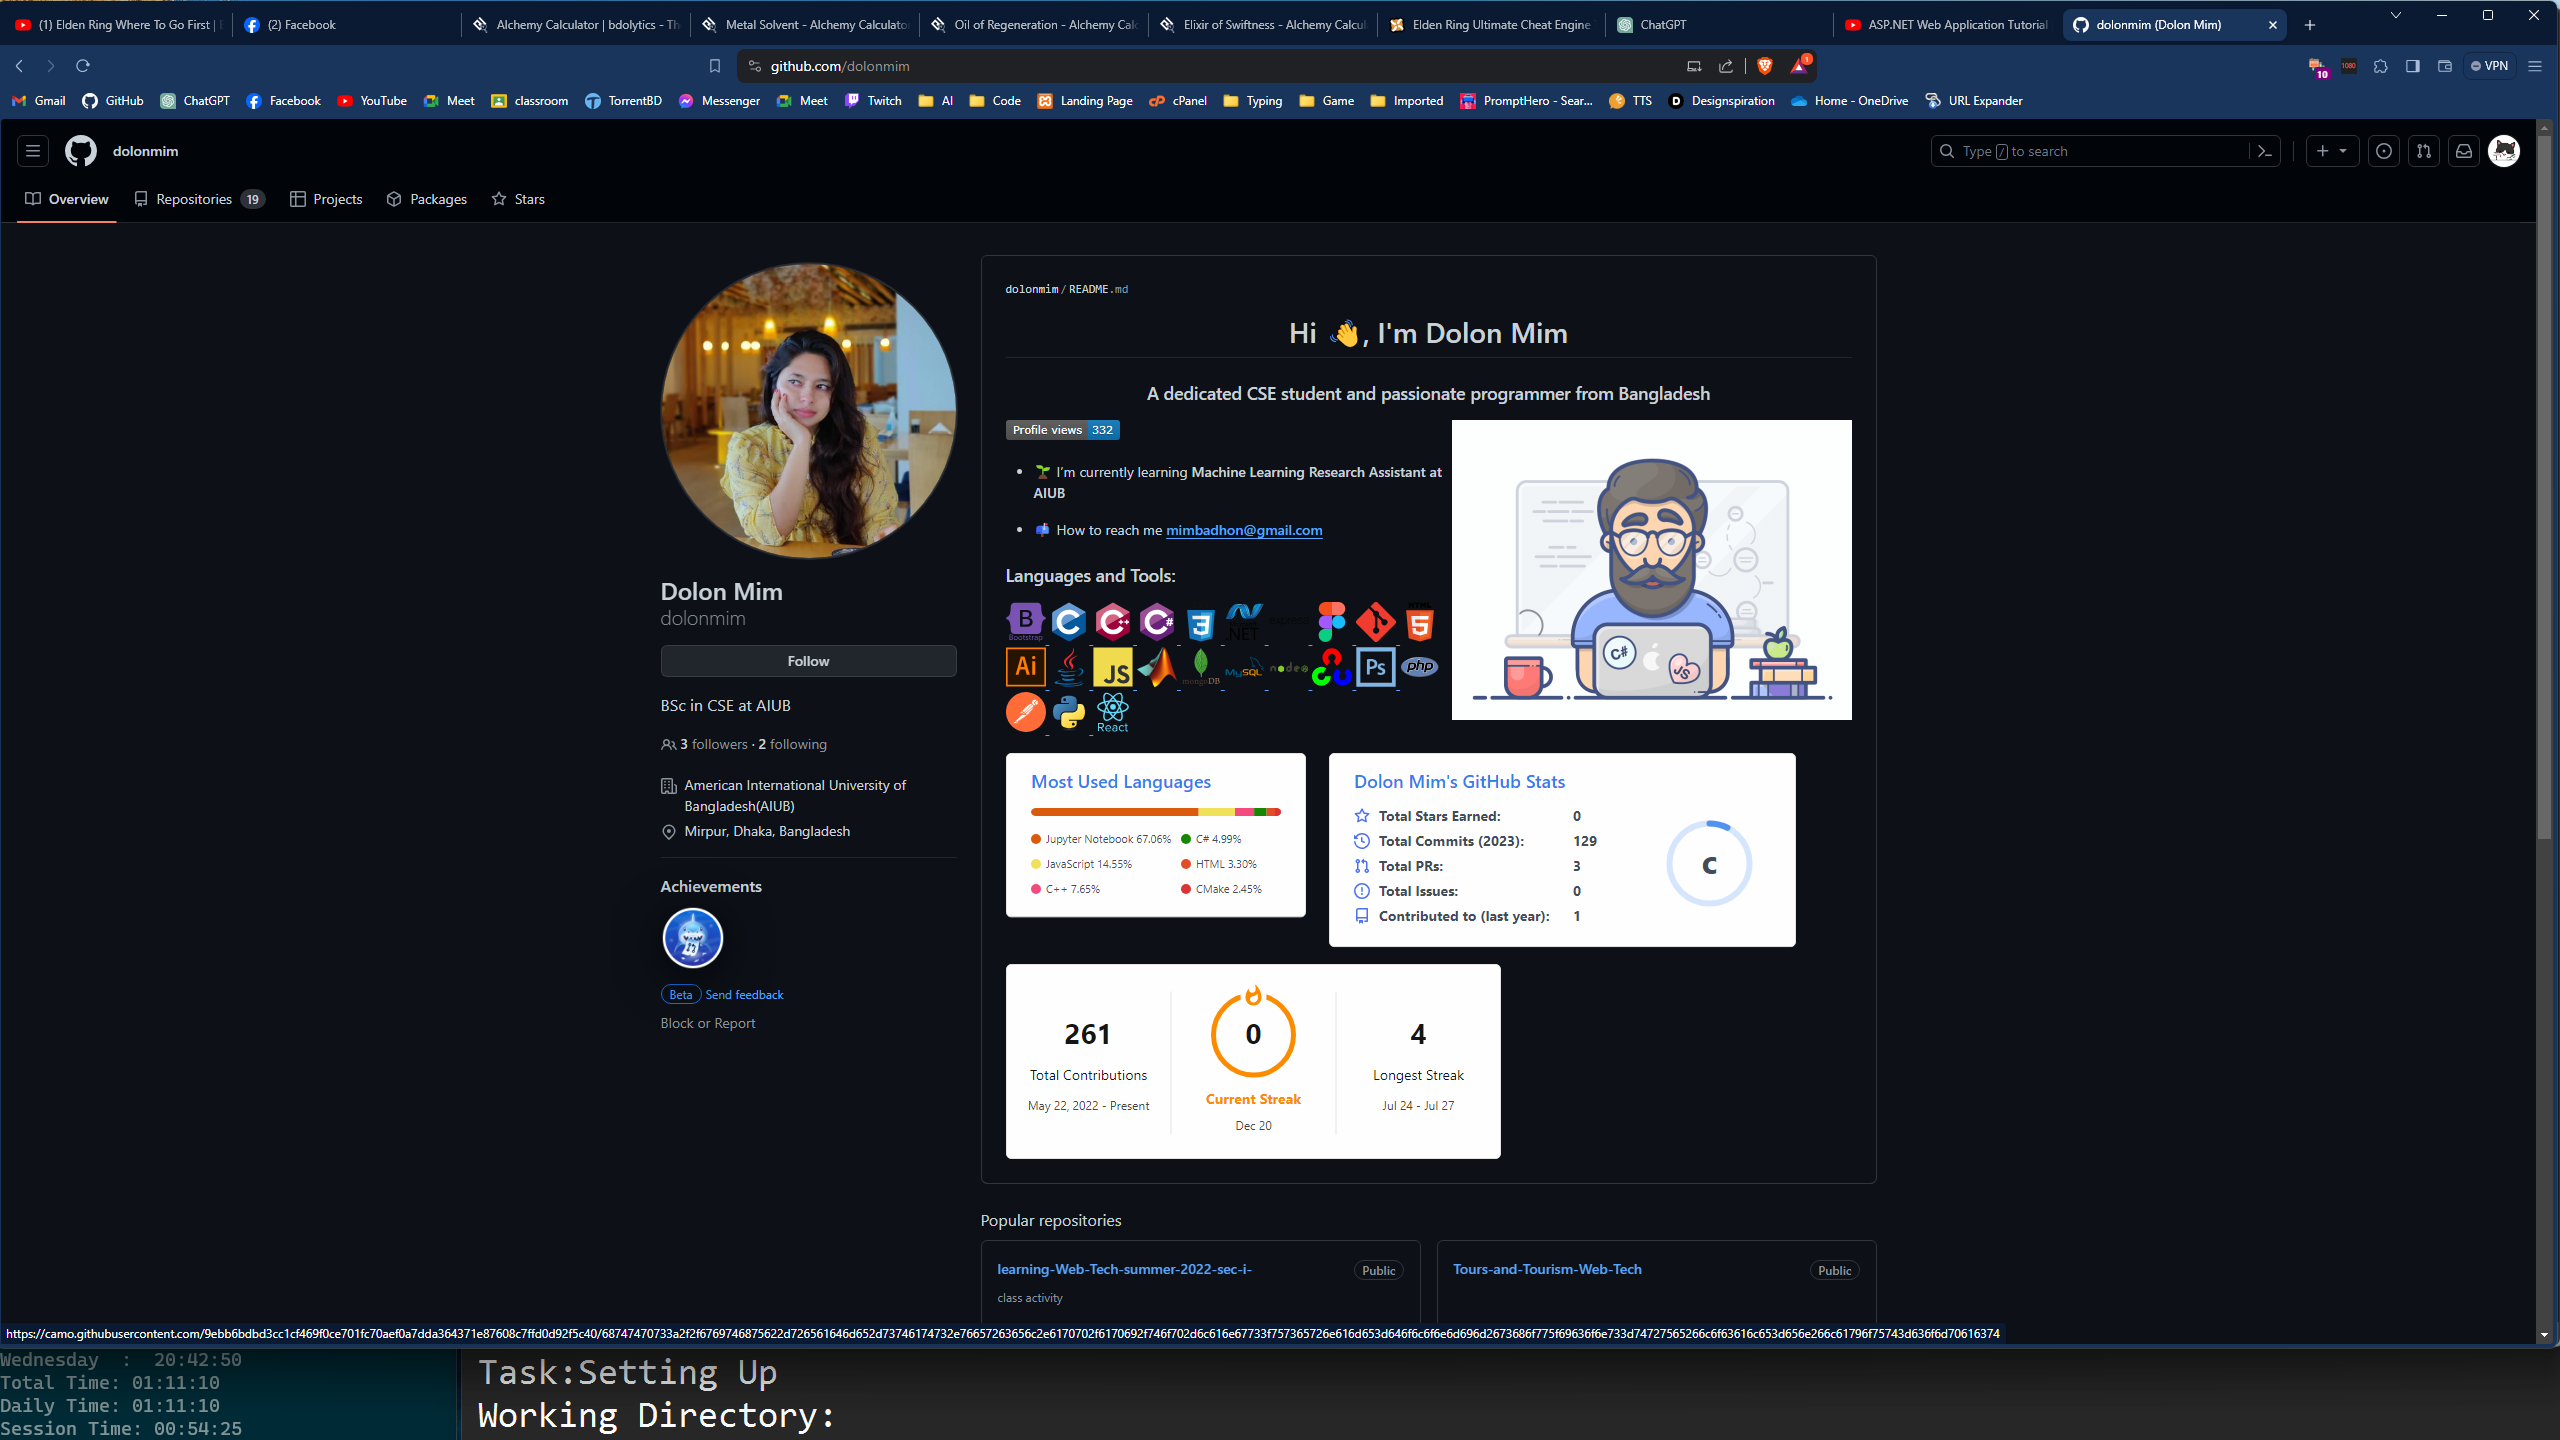 (1) Elden Ring Where To Go First |
(2) Facebook
Alchemy Calculator | bdolytics - Th
Metal Solvent - Alchemy Calculato
Oil of Regeneration - Alchemy Calc
Elixir of Swiftness - Alchemy Calcul
Elden Ring Ultimate Cheat Engine
ChatGPT
ASP.NET Web Application Tutorial
dolonmim (Dolon Mim)
github.com/dolonmim
1
10
1080
VPN
Gmail
GitHub
ChatGPT
Facebook
YouTube
Meet
classroom
TorrentBD
Messenger
Meet
Twitch
AI
Code
Landing Page
cPanel
Typing
Game
Imported
PromptHero - Sear...
TTS
Designspiration
Home - OneDrive
URL Expander
dolonmim
Type / to search
Overview
Repositories 19
Projects
Packages
Stars
dolonmim/README.md
Hi 👋, I'm Dolon Mim
A dedicated CSE student and passionate programmer from Bangladesh
Profile views 332
• 🌱 I'm currently learning Machine Learning Research Assistant at
AIUB
• 📫 How to reach me mimbadhon@gmail.com
Languages and Tools:
B
Bootstrap
C
C++
C#
3
.NET
HTML
5
Ai
Java
JS
mongoDB
MySQL
node
Ps
php
React
C#
JS
Dolon Mim
dolonmim
Follow
BSc in CSE at AIUB
3 followers · 2 following
American International University of
Bangladesh(AIUB)
Mirpur, Dhaka, Bangladesh
Achievements
Beta Send feedback
Block or Report
Most Used Languages
Jupyter Notebook 67.06%
C# 4.99%
JavaScript 14.55%
HTML 3.30%
C++ 7.65%
CMake 2.45%
Dolon Mim's GitHub Stats
Total Stars Earned: 0
Total Commits (2023): 129
Total PRs: 3
Total Issues: 0
Contributed to (last year): 1
C
261
Total Contributions
May 22, 2022 - Present
0
Current Streak
Dec 20
4
Longest Streak
Jul 24 - Jul 27
Popular repositories
learning-Web-Tech-summer-2022-sec-i-
Public
class activity
Tours-and-Tourism-Web-Tech
Public
Wednesday : 20:42:50
Total Time: 01:11:10
Daily Time: 01:11:10
Session Time: 00:54:25
Task:Setting Up
Working Directory: